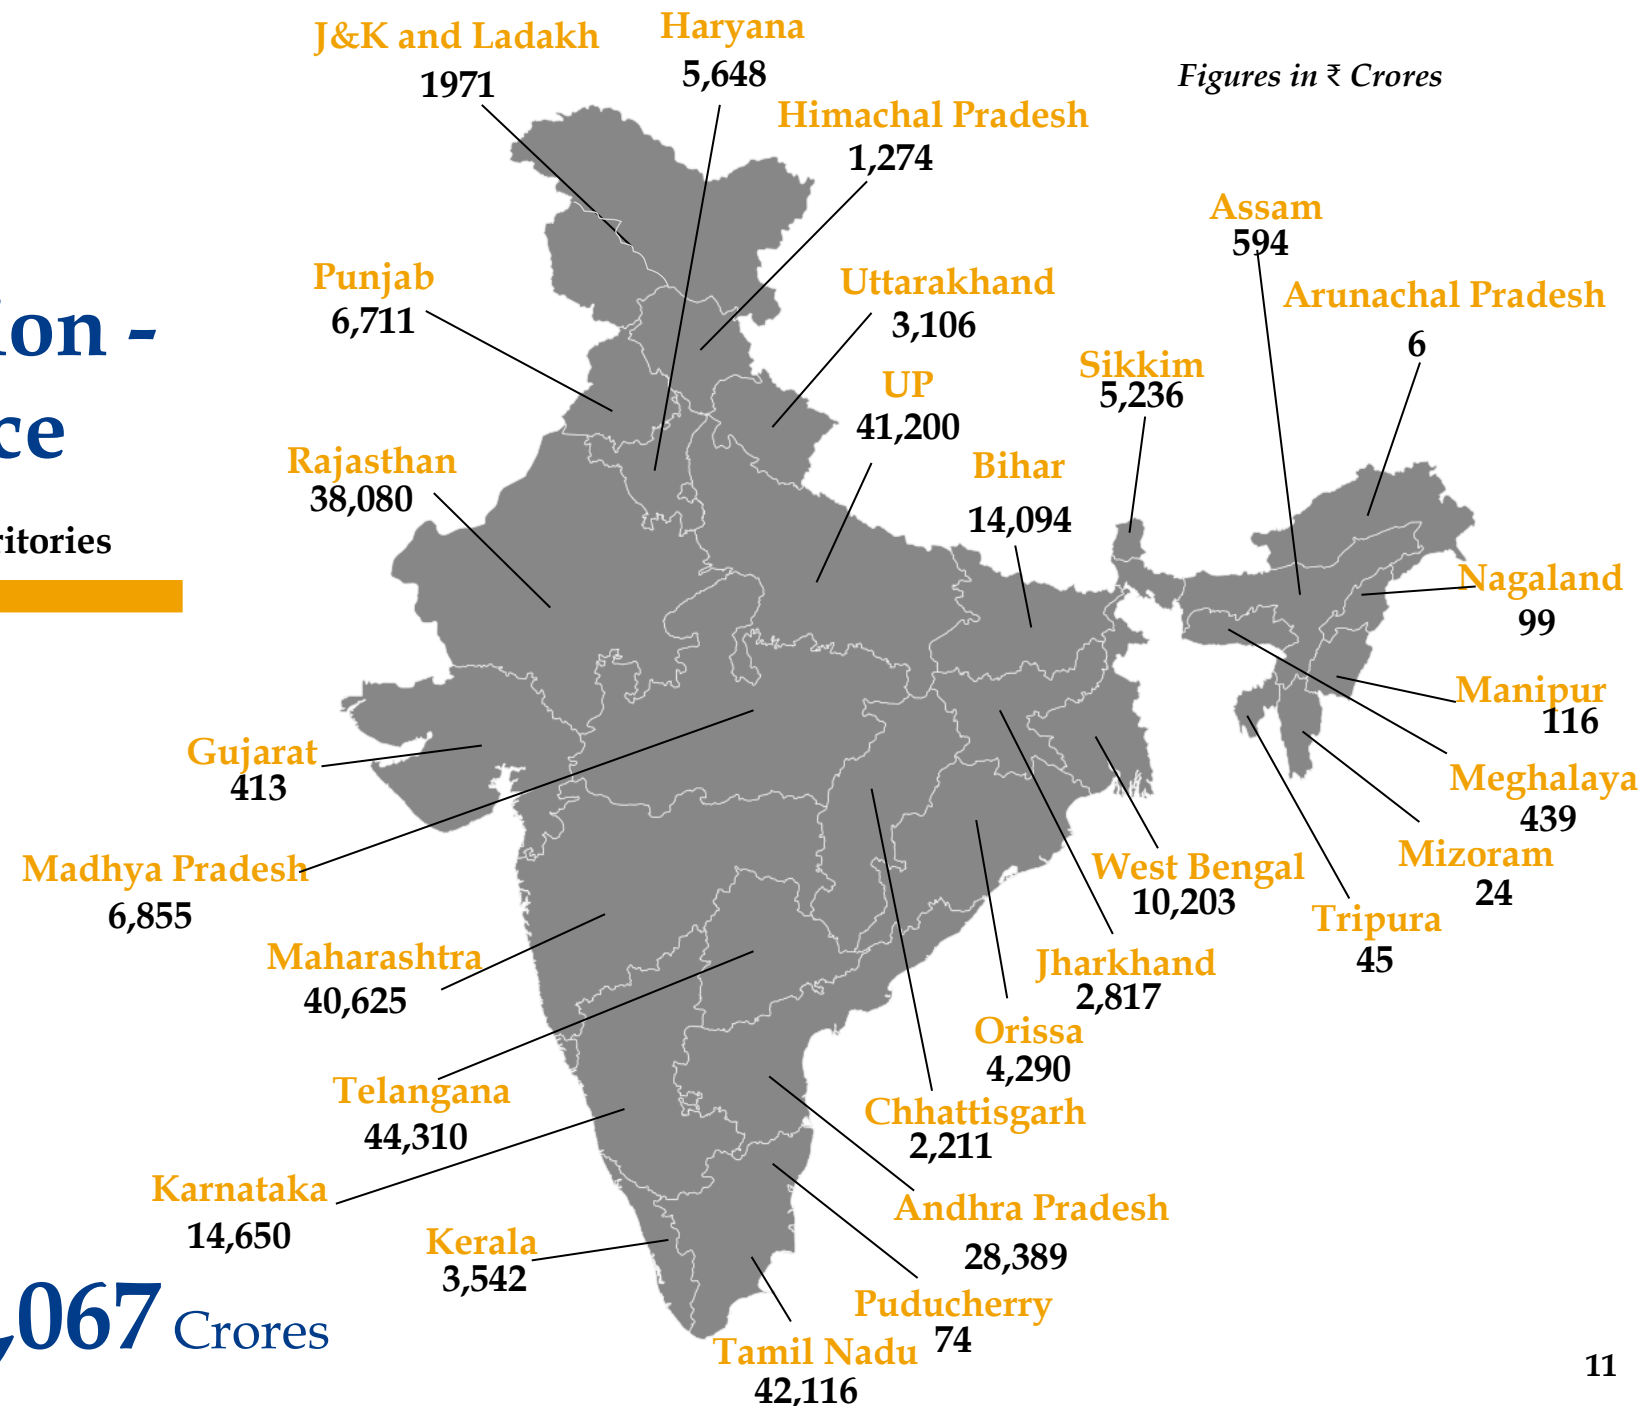 J&K and Ladakh
1971
Haryana
5,648
Figures in ₹ Crores
Himachal Pradesh
1,274
Assam
594
Punjab
6,711
Uttarakhand
3,106
Arunachal Pradesh
6
ion -
ce
UP
41,200
Sikkim
5,236
Rajasthan
38,080
Bihar
14,094
ritories
Nagaland
99
Manipur
116
Gujarat
413
Meghalaya
439
Madhya Pradesh
6,855
West Bengal
10,203
Mizoram
24
Tripura
45
Maharashtra
40,625
Jharkhand
2,817
Orissa
4,290
Telangana
44,310
Chhattisgarh
2,211
Karnataka
14,650
Andhra Pradesh
28,389
Kerala
3,542
Puducherry
74
,067 Crores
Tamil Nadu
42,116
11